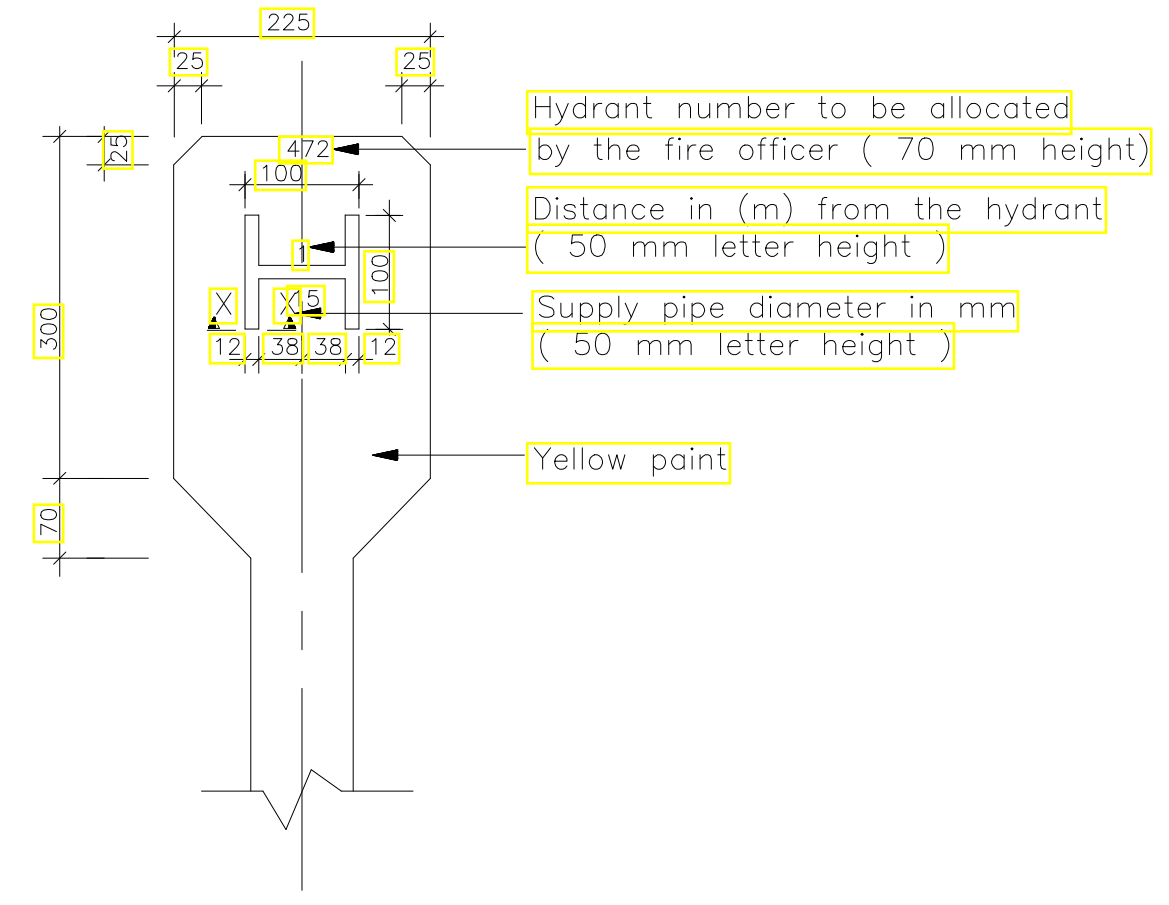 225
25 25
Hydrant number to be allocated
25
472
by the fire officer ( 70 mm height)
100
Distance in (m) from the hydrant
1
( 50 mm letter height )
100
X X 15
Supply pipe diameter in mm
300
12 38 38 12
( 50 mm letter height )
Yellow paint
70